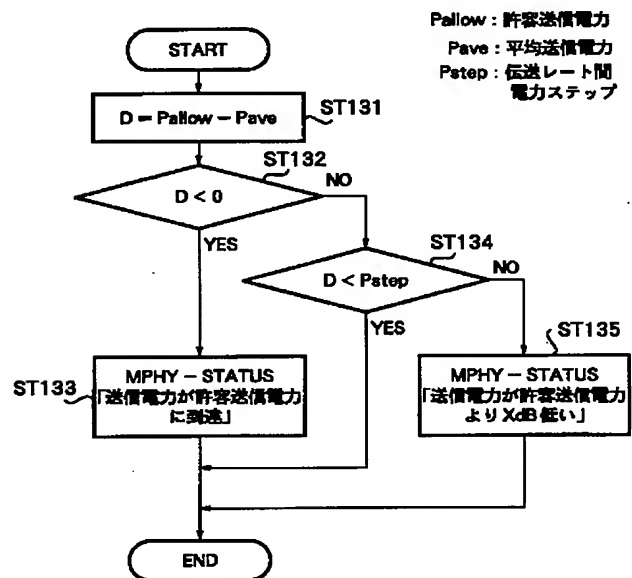 Pallow：許容送信電力
Pave：平均送信電力
Pstep：伝送レート間
電力ステップ
START
D = Pallow − Pave
ST131
ST132
D < 0
NO
YES
ST134
D < Pstep
NO
YES
ST133
MPHY − STATUS
「送信電力が許容送信電力
に到達」
ST135
MPHY − STATUS
「送信電力が許容送信電力
よりXdB低い」
END